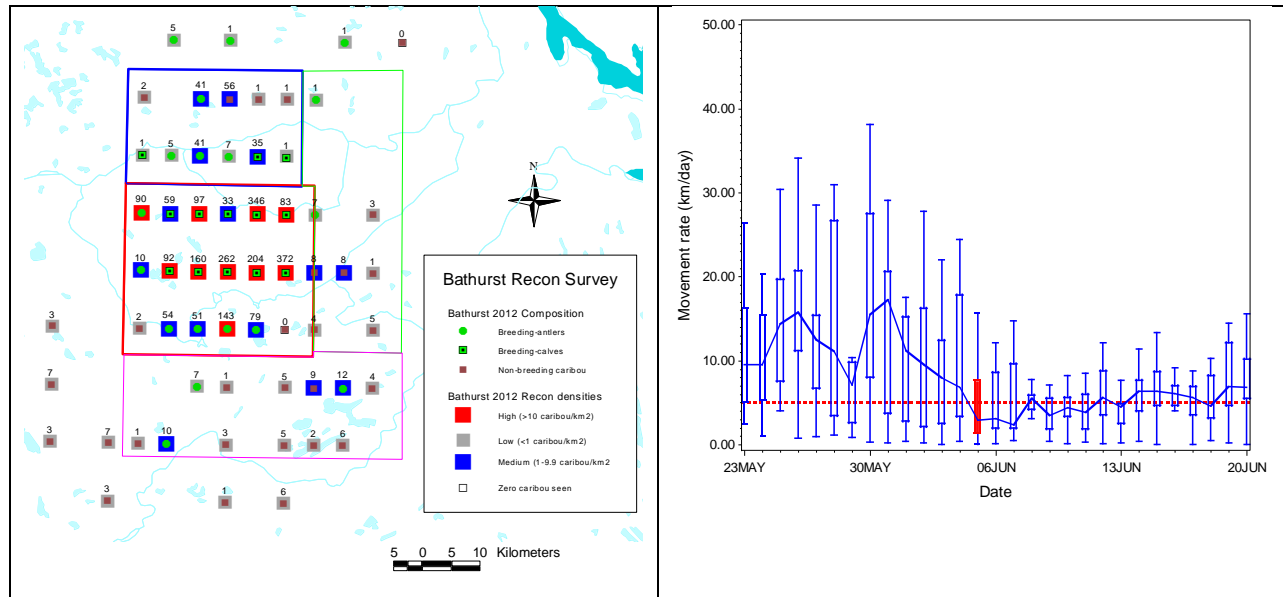 5 1 1 0
2 41 56 1 1 1
1 5 41 7 35 1
N
90 59 97 33 346 83 7 3
10 92 160 262 204 372 8 8 1
3 2 54 51 143 79 0 4 5
7 7 1 5 9 12 4
3 7 1 10 3 5 2 6
3 1 6
Bathurst Recon Survey
Bathurst 2012 Composition
Breeding-antlers
Breeding-calves
Non-breeding caribou
Bathurst 2012 Recon densities
High (>10 caribou/km2)
Low (<1 caribou/km2)
Medium (1-9.9 caribou/km2
Zero caribou seen
5 0 5 10 Kilometers
Movement rate (km/day)
50.00
40.00
30.00
20.00
10.00
0.00
23MAY 30MAY 06JUN 13JUN 20JUN
Date